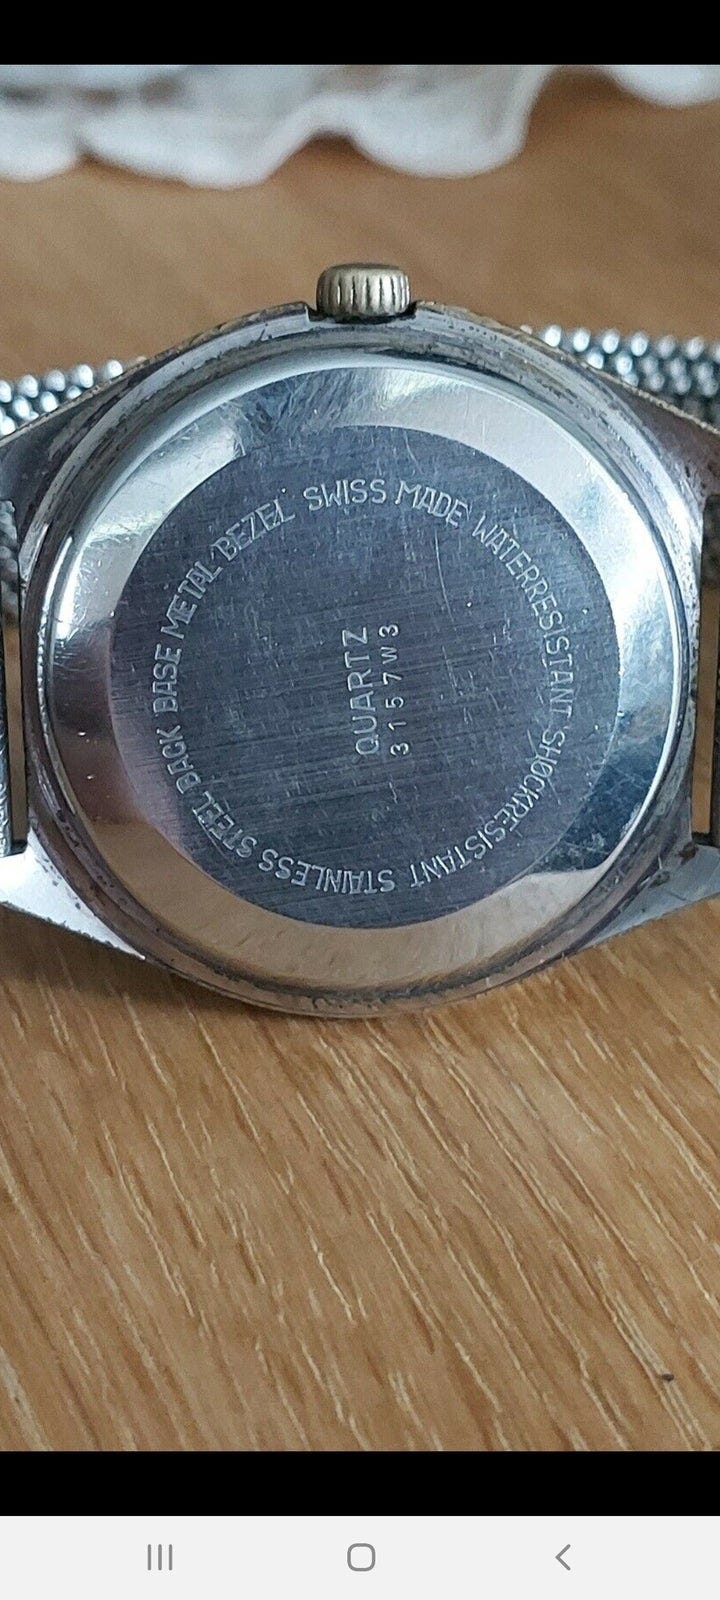 STAINLESS STEEL BACK BASE METAL BEZEL SWISS MADE WATERRESISTANT SHOCKRESISTANT
QUARTZ
3157W3